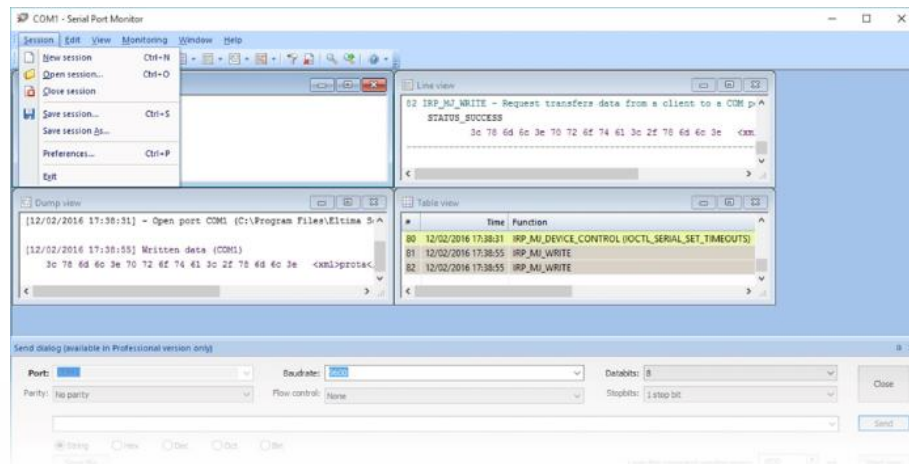 COM1 - Serial Port Monitor
Session Edit View Monitoring Window Help
New session Ctrl+N
Open session... Ctrl+O
Close session
Save session... Ctrl+S
Save session As...
Preferences... Ctrl+P
Exit
Line view
82 IRP_MJ_WRITE - Request transfers data from a client to a COM p
STATUS_SUCCESS
3c 78 6d 6c 3e 70 72 6f 74 61 3c 2f 78 6d 6c 3e <xm
Dump view
[12/02/2016 17:38:31] - Open port COM1 (C:\Program Files\Eltima S
[12/02/2016 17:38:55] Written data (COM1)
3c 78 6d 6c 3e 70 72 6f 74 61 3c 2f 78 6d 6c 3e <xml>prota<
Table view
# Time Function
80 12/02/2016 17:38:31 IRP_MJ_DEVICE_CONTROL (IOCTL_SERIAL_SET_TIMEOUTS)
81 12/02/2016 17:38:55 IRP_MJ_WRITE
82 12/02/2016 17:38:55 IRP_MJ_WRITE
Send dialog (available in Professional version only)
Port: Baudrate: 9600 Databits: 8 Close
Parity: No parity Flow control: None Stopbits: 1 stop bit
Send
String Hex Dec Oct Bin